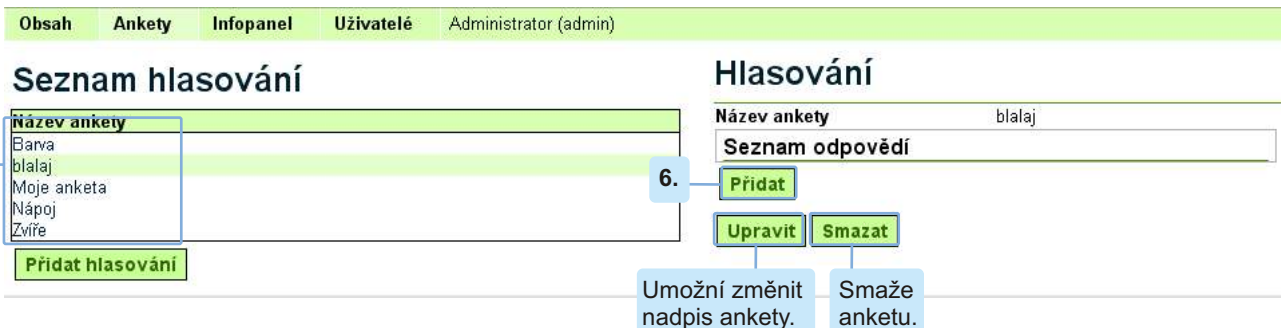 Obsah Ankety Infopanel Uživatelé Administrator (admin)
Seznam hlasování
Název ankety
Barva
blalaj
Moje anketa
Nápoj
Zvíře
Přidat hlasování
Hlasování
Název ankety blalaj
Seznam odpovědí
6.
Přidat
Upravit Smazat
Umožní změnit
nadpis ankety.
Smaže
anketu.